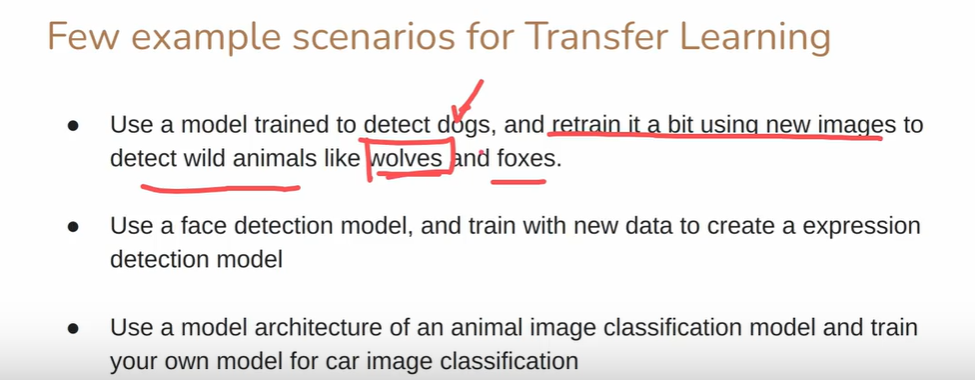 Few example scenarios for Transfer Learning
● Use a model trained to detect dogs, and retrain it a bit using new images to
detect wild animals like wolves and foxes.
● Use a face detection model, and train with new data to create a expression
detection model
● Use a model architecture of an animal image classification model and train
your own model for car image classification